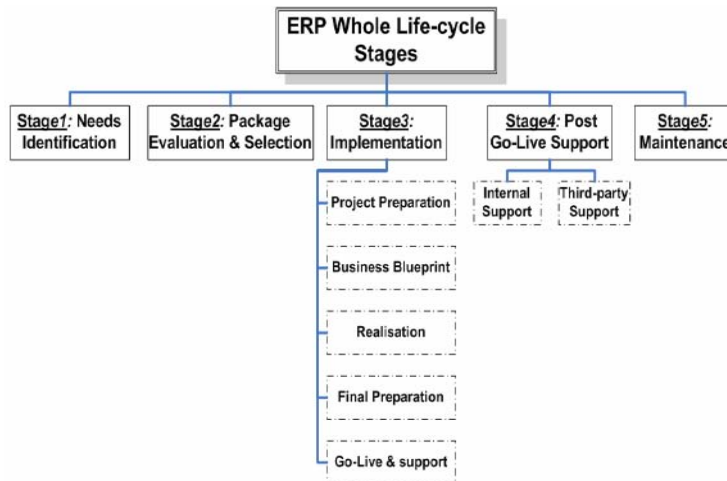 ERP Whole Life-cycle
Stages
Stage1: Needs
Identification
Stage2: Package
Evaluation & Selection
Stage3:
Implementation
Stage4: Post
Go-Live Support
Stage5:
Maintenance
Project Preparation
Business Blueprint
Realisation
Final Preparation
Go-Live & support
Internal
Support
Third-party
Support